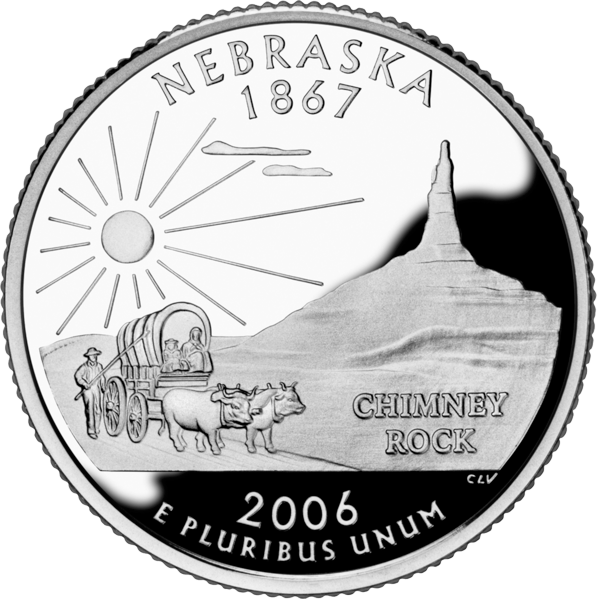 NEBRASKA
1867
CHIMNEY
ROCK
CLV
2006
E PLURIBUS UNUM